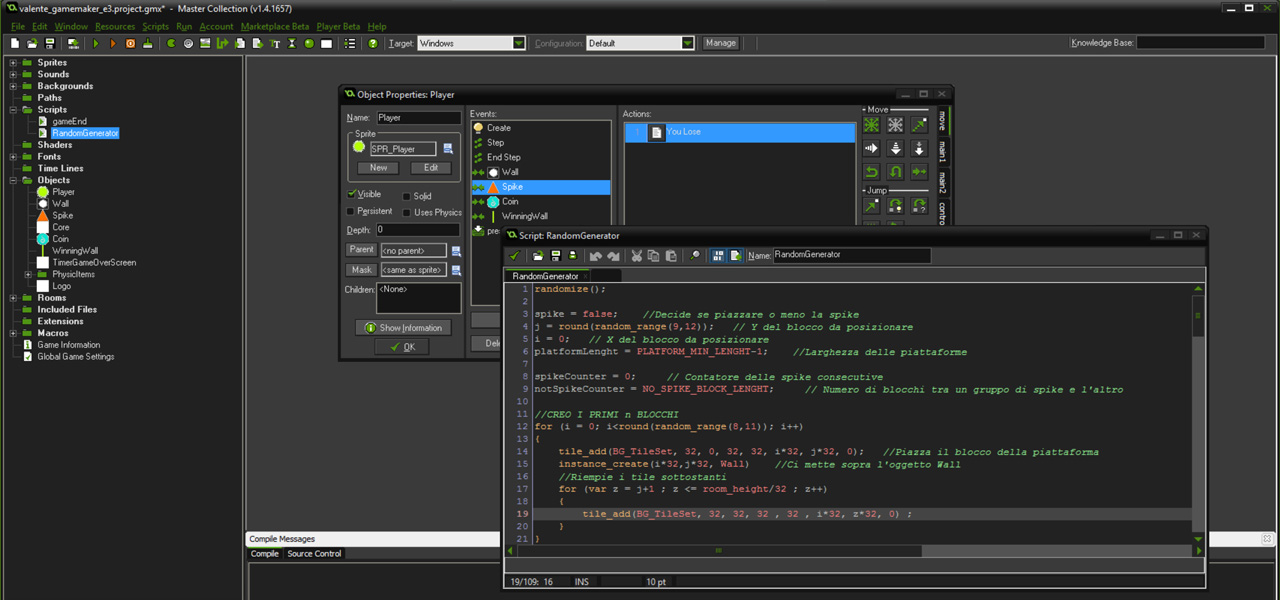 valente_gamemaker_e3.project.gmx* - Master Collection (v1.4.1657)
File Edit Window Resources Scripts Run Account Marketplace Beta Player Beta Help
Target: Windows Configuration: Default Manage Knowledge Base:
Sprites
Sounds
Backgrounds
Paths
Scripts
gameEnd
RandomGenerator
Shaders
Fonts
Time Lines
Objects
Player
Wall
Spike
Core
Coin
WinningWall
TimerGameOverScreen
PhysicItems
Logo
Rooms
Included Files
Extensions
Macros
Game Information
Global Game Settings
Object Properties: Player
Name: Player
Sprite
SPR_Player
New Edit
Visible Solid
Persistent Uses Physics
Depth: 0
Parent <no parent>
Mask <same as sprite>
Children: <None>
Show Information
OK
Events:
Create
Step
End Step
Wall
Spike
Coin
WinningWall
pre
Del
Actions:
1 You Lose
Move
Jump
move
main1
main2
contro
Script: RandomGenerator
Name: RandomGenerator
RandomGenerator
1 randomize();
2
3 spike = false; //Decide se piazzare o meno la spike
4 j = round(random_range(9,12)); // Y del blocco da posizionare
5 i = 0; // X del blocco da posizionare
6 platformLenght = PLATFORM_MIN_LENGHT-1; //Larghezza delle piattaforme
7
8 spikeCounter = 0; // Contatore delle spike consecutive
9 notSpikeCounter = NO_SPIKE_BLOCK_LENGHT; // Numero di blocchi tra un gruppo di spike e l'altro
10
11 //CREO I PRIMI n BLOCCHI
12 for (i = 0; i<round(random_range(8,11)); i++)
13 {
14 tile_add(BG_TileSet, 32, 0, 32, 32, i*32, j*32, 0); //Piazza il blocco della piattaforma
15 instance_create(i*32,j*32, Wall) //Ci mette sopra l'oggetto Wall
16 //Riempie i tile sottostanti
17 for (var z = j+1 ; z <= room_height/32 ; z++)
18 {
19 tile_add(BG_TileSet, 32, 32, 32 , 32 , i*32, z*32, 0) ;
20 }
21 }
19/109: 16 INS 10 pt
Compile Messages
Compile Source Control